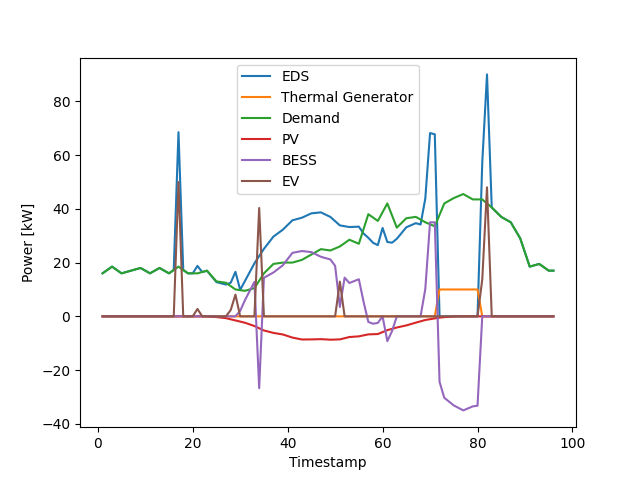 EDS
Thermal Generator
Demand
PV
BESS
EV
Power [kW]
80
60
40
20
0
−20
−40
0 20 40 60 80 100
Timestamp